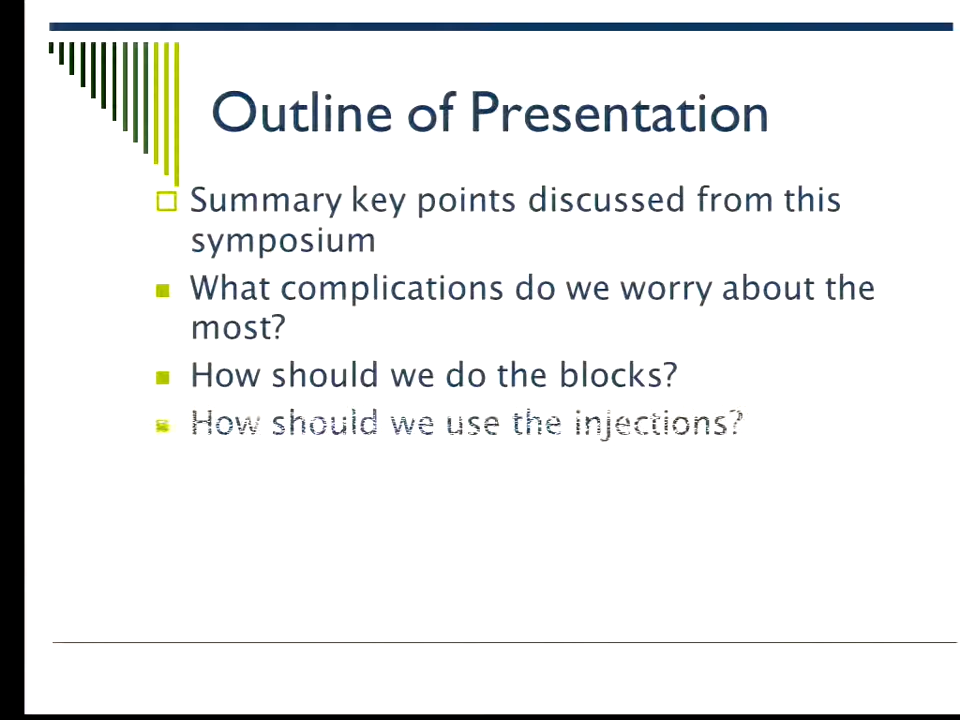 Outline of Presentation
Summary key points discussed from this
symposium
What complications do we worry about the
most?
How should we do the blocks?
How should we use the injections?